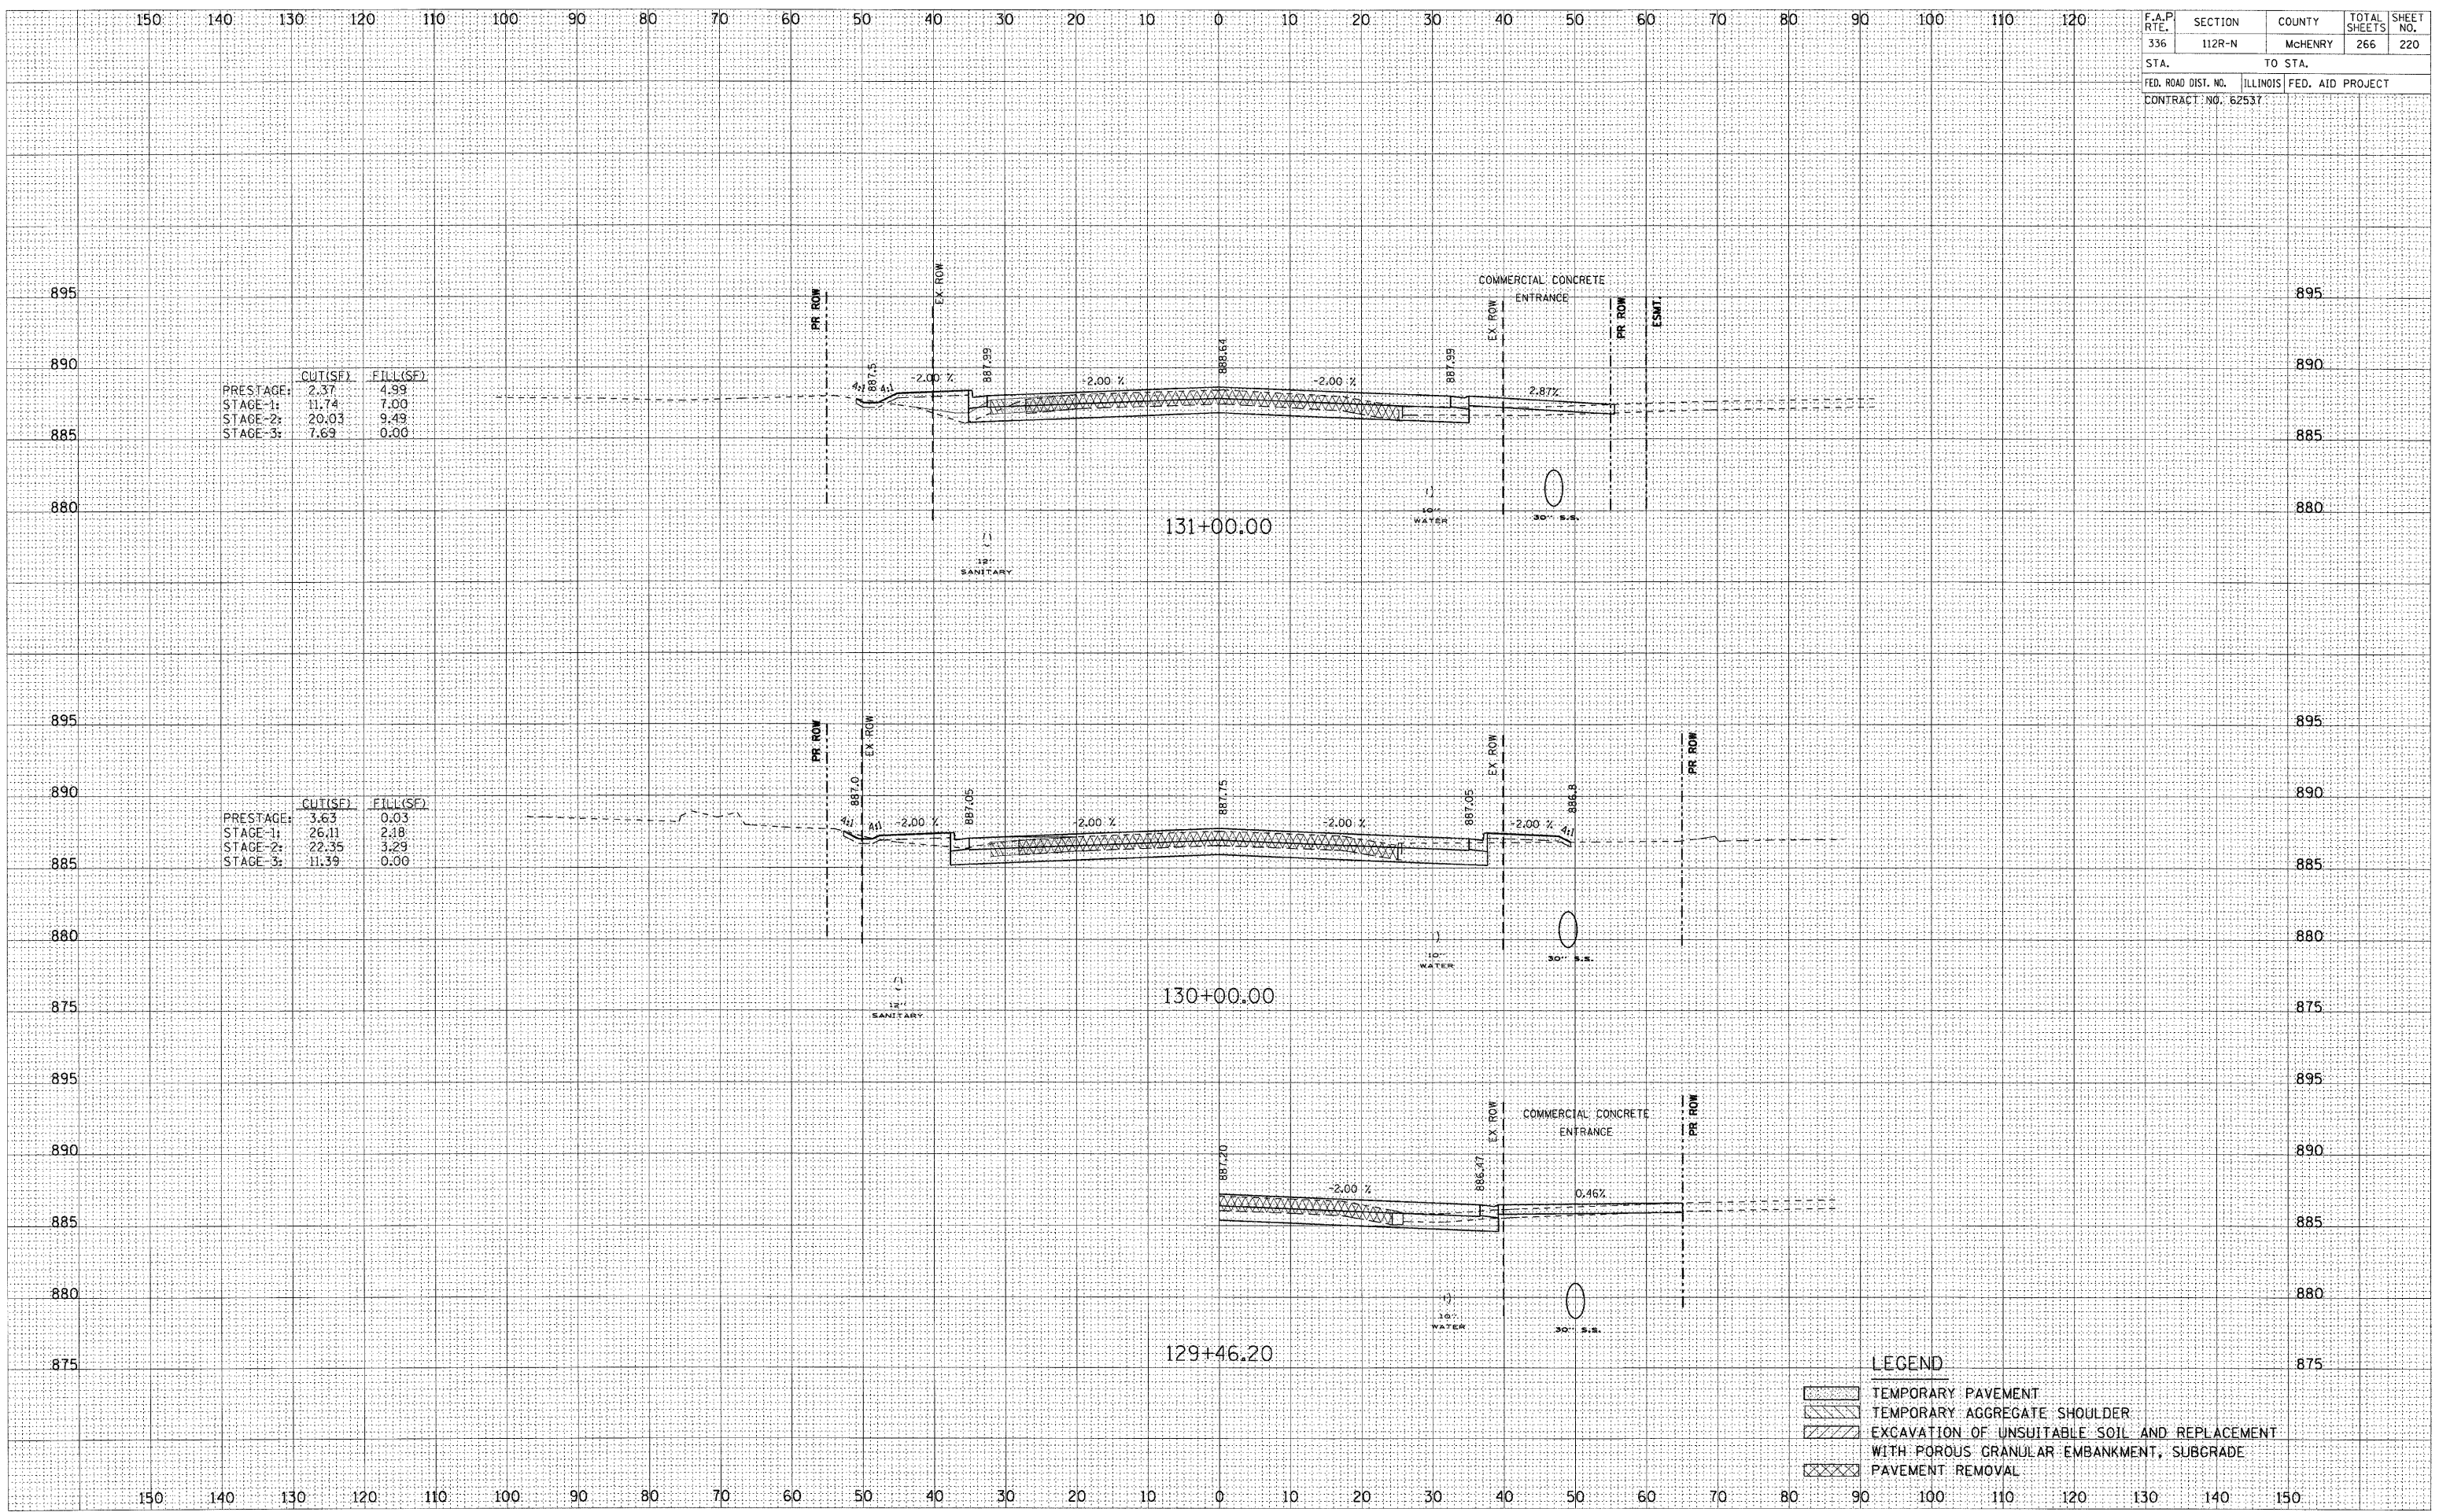 150 140 130 120 110 100 90 80 70 60 50 40 30 20 10 0 10 20 30 40 50 60 70 80 90 100 110 120
F.A.P. RTE. SECTION COUNTY TOTAL SHEETS SHEET NO.
336 112R-N McHENRY 266 220
STA. TO STA.
FED. ROAD DIST. NO. ILLINOIS FED. AID PROJECT
CONTRACT NO. 62537
895 895
890 890
885 885
880 880
PR ROW
EX ROW
COMMERCIAL CONCRETE
ENTRANCE
EX ROW
PR ROW
ESMT.
CUT(SF) FILL(SF)
PRESTAGE: 2.37 4.99
STAGE-1: 11.74 7.00
STAGE-2: 20.03 9.49
STAGE-3: 7.69 0.00
4:1 887.5 4:1 -2.00 % 887.99 -2.00 % 888.64 -2.00 % 887.99 2.87%
10" WATER
30" S.S.
131+00.00
12"
SANITARY
895 895
890 890
885 885
880 880
875 875
PR ROW
EX ROW
EX ROW
PR ROW
CUT(SF) FILL(SF)
PRESTAGE: 3.63 0.03
STAGE-1: 26.11 2.18
STAGE-2: 22.35 3.29
STAGE-3: 11.39 0.00
4:1 887.0 4:1 -2.00 % 887.05 -2.00 % 887.75 -2.00 % 887.05 -2.00 % 886.8 4:1
10"
WATER
30" S.S.
130+00.00
12"
SANITARY
895 895
890 890
885 885
880 880
875 875
EX ROW
COMMERCIAL CONCRETE
ENTRANCE
PR ROW
887.20 -2.00 % 886.47 0.46%
10"
WATER
30" S.S.
129+46.20
LEGEND
TEMPORARY PAVEMENT
TEMPORARY AGGREGATE SHOULDER
EXCAVATION OF UNSUITABLE SOIL AND REPLACEMENT
WITH POROUS GRANULAR EMBANKMENT, SUBGRADE
PAVEMENT REMOVAL
150 140 130 120 110 100 90 80 70 60 50 40 30 20 10 0 10 20 30 40 50 60 70 80 90 100 110 120 130 140 150